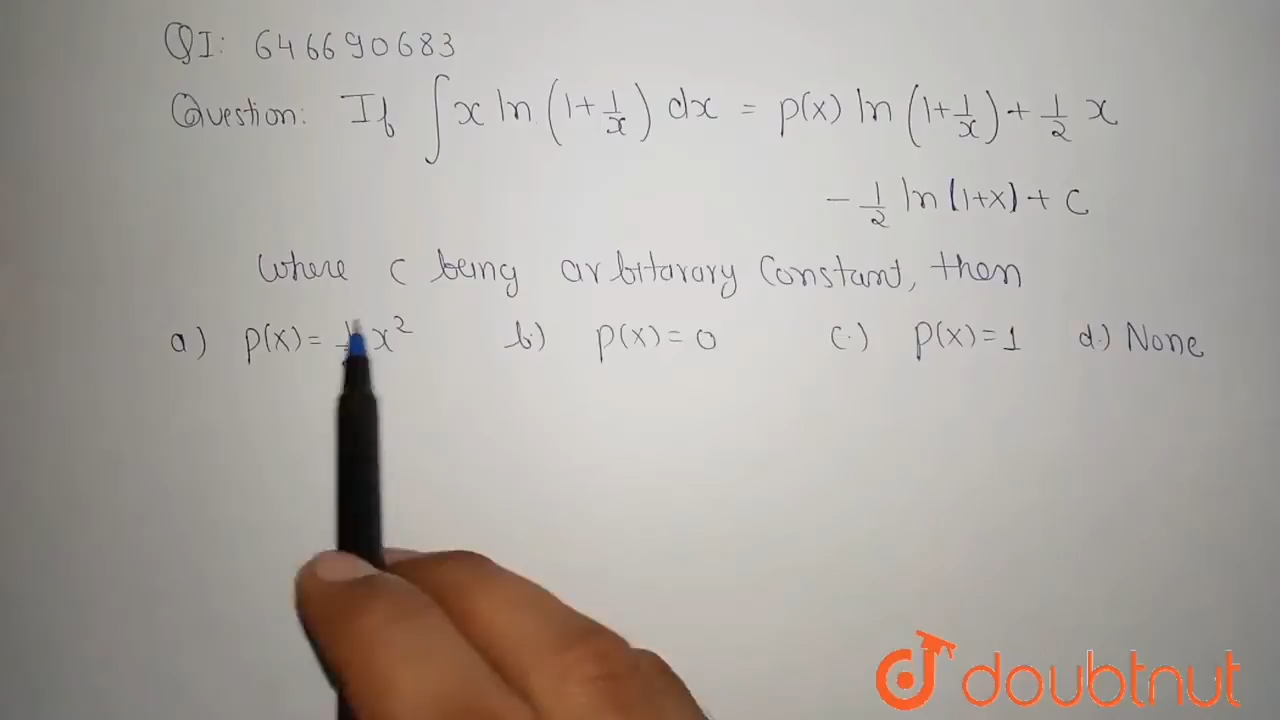 QI: 646690683
Question: If ∫ x ln (1+1/x) dx = p(x) ln (1+1/x) + 1/2 x
- 1/2 ln (1+x) + c
where c being arbitarary Constant, then
a) p(x) = x² b.) p(x) = 0 c.) p(x) = 1 d.) None
doubtnut